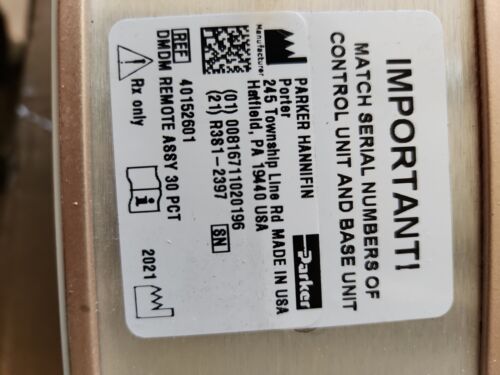 IMPORTANT!
MATCH SERIAL NUMBERS OF
CONTROL UNIT AND BASE UNIT
Manufacturer
PARKER HANNIFIN
Porter
245 Township Line Rd MADE IN USA
Hatfield, PA 19440 USA
Parker
(01) 00816711020196
(21) R381-2397 SN
REF 40152601
DMDM REMOTE ASSY 30 PCT
Rx only
2021